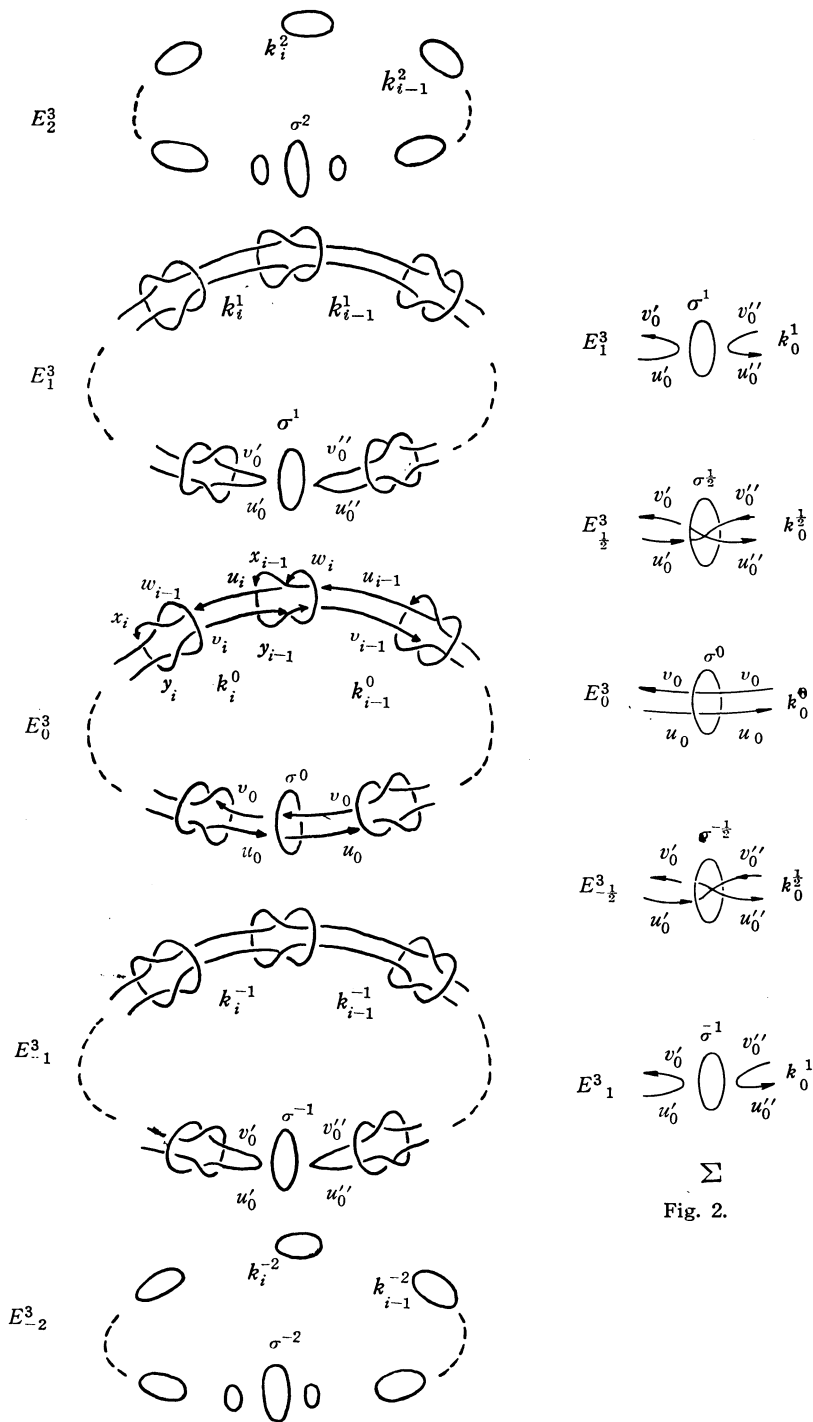 k_i^2
k_{i-1}^2
E_2^3
σ^2
k_i^1
k_{i-1}^1
E_1^3
σ^1
v_0′ v_0″
u_0′ u_0″
x_{i-1} w_i
w_{i-1} u_i u_{i-1}
x_i
v_i y_{i-1} v_{i-1}
y_i k_i^0 k_{i-1}^0
E_0^3
σ^0
v_0 v_0
u_0 u_0
k_i^{-1} k_{i-1}^{-1}
E_{-1}^3
σ^{-1}
v_0′ v_0″
u_0′ u_0″
k_i^{-2}
k_{i-1}^{-2}
E_{-2}^3
σ^{-2}
σ^1
v_0′ v_0″
E_1^3 k_0^1
u_0′ u_0″
σ^{1/2}
v_0′ v_0″
E_{1/2}^3 k_0^{1/2}
u_0′ u_0″
σ^0
v_0 v_0
E_0^3 k_0^0
u_0 u_0
σ^{-1/2}
v_0′ v_0″
E_{-1/2}^3 k_0^{1/2}
u_0′ u_0″
σ^{-1}
v_0′ v_0″
E^3_1 k_0^1
u_0′ u_0″
Σ
Fig. 2.